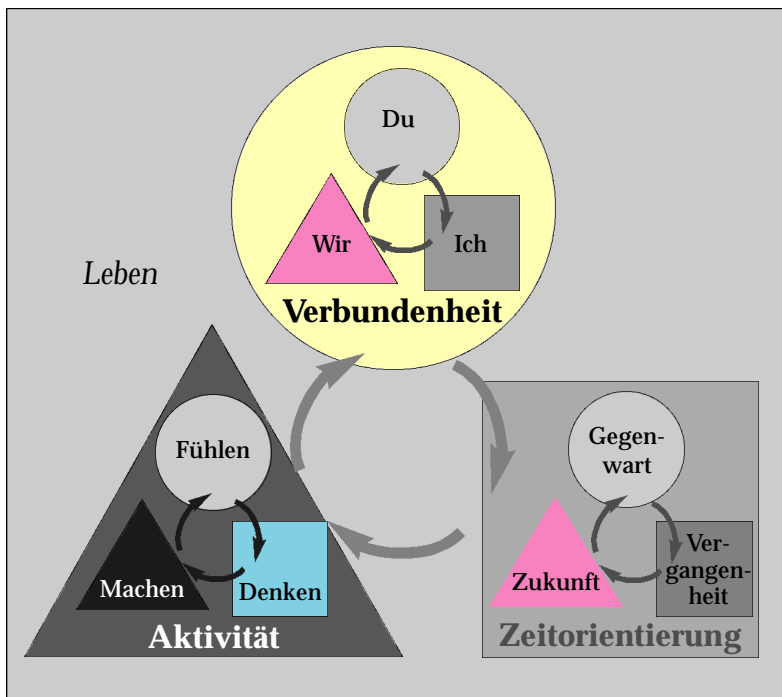 Du
Wir
Ich
Verbundenheit
Leben
Fühlen
Machen
Denken
Aktivität
Gegen-
wart
Zukunft
Ver-
gangen-
heit
Zeitorientierung